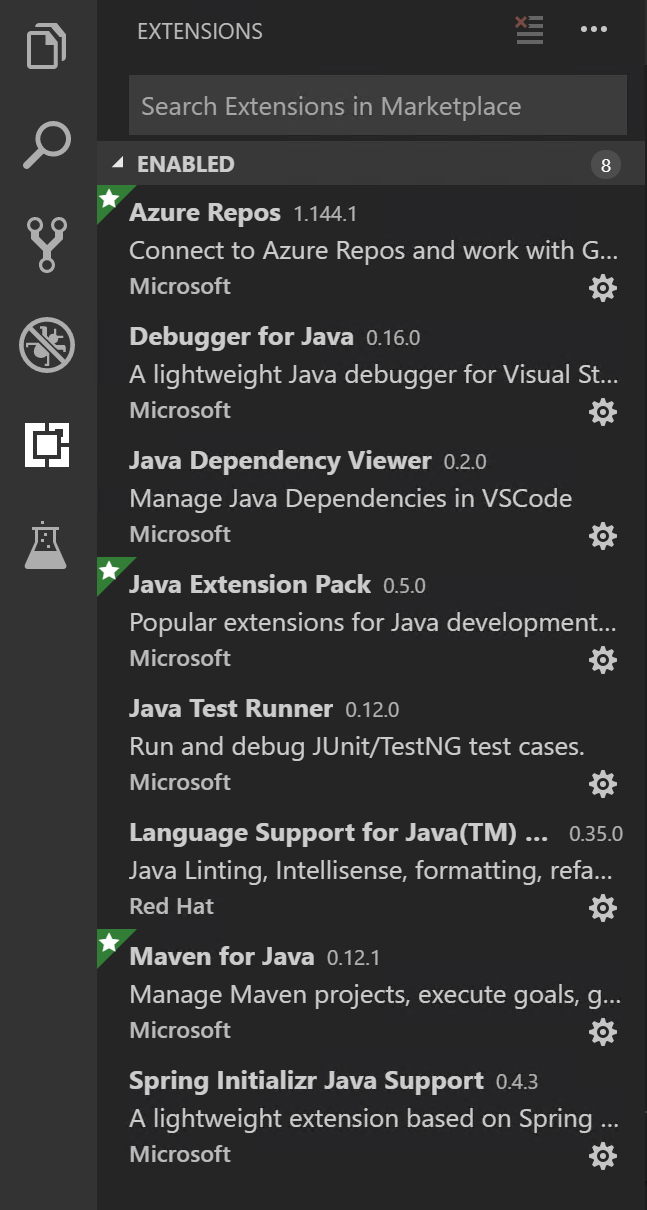 EXTENSIONS
Search Extensions in Marketplace
ENABLED 8
Azure Repos 1.144.1
Connect to Azure Repos and work with G...
Microsoft
Debugger for Java 0.16.0
A lightweight Java debugger for Visual St...
Microsoft
Java Dependency Viewer 0.2.0
Manage Java Dependencies in VSCode
Microsoft
Java Extension Pack 0.5.0
Popular extensions for Java development...
Microsoft
Java Test Runner 0.12.0
Run and debug JUnit/TestNG test cases.
Microsoft
Language Support for Java(TM) ... 0.35.0
Java Linting, Intellisense, formatting, refa...
Red Hat
Maven for Java 0.12.1
Manage Maven projects, execute goals, g...
Microsoft
Spring Initializr Java Support 0.4.3
A lightweight extension based on Spring ...
Microsoft